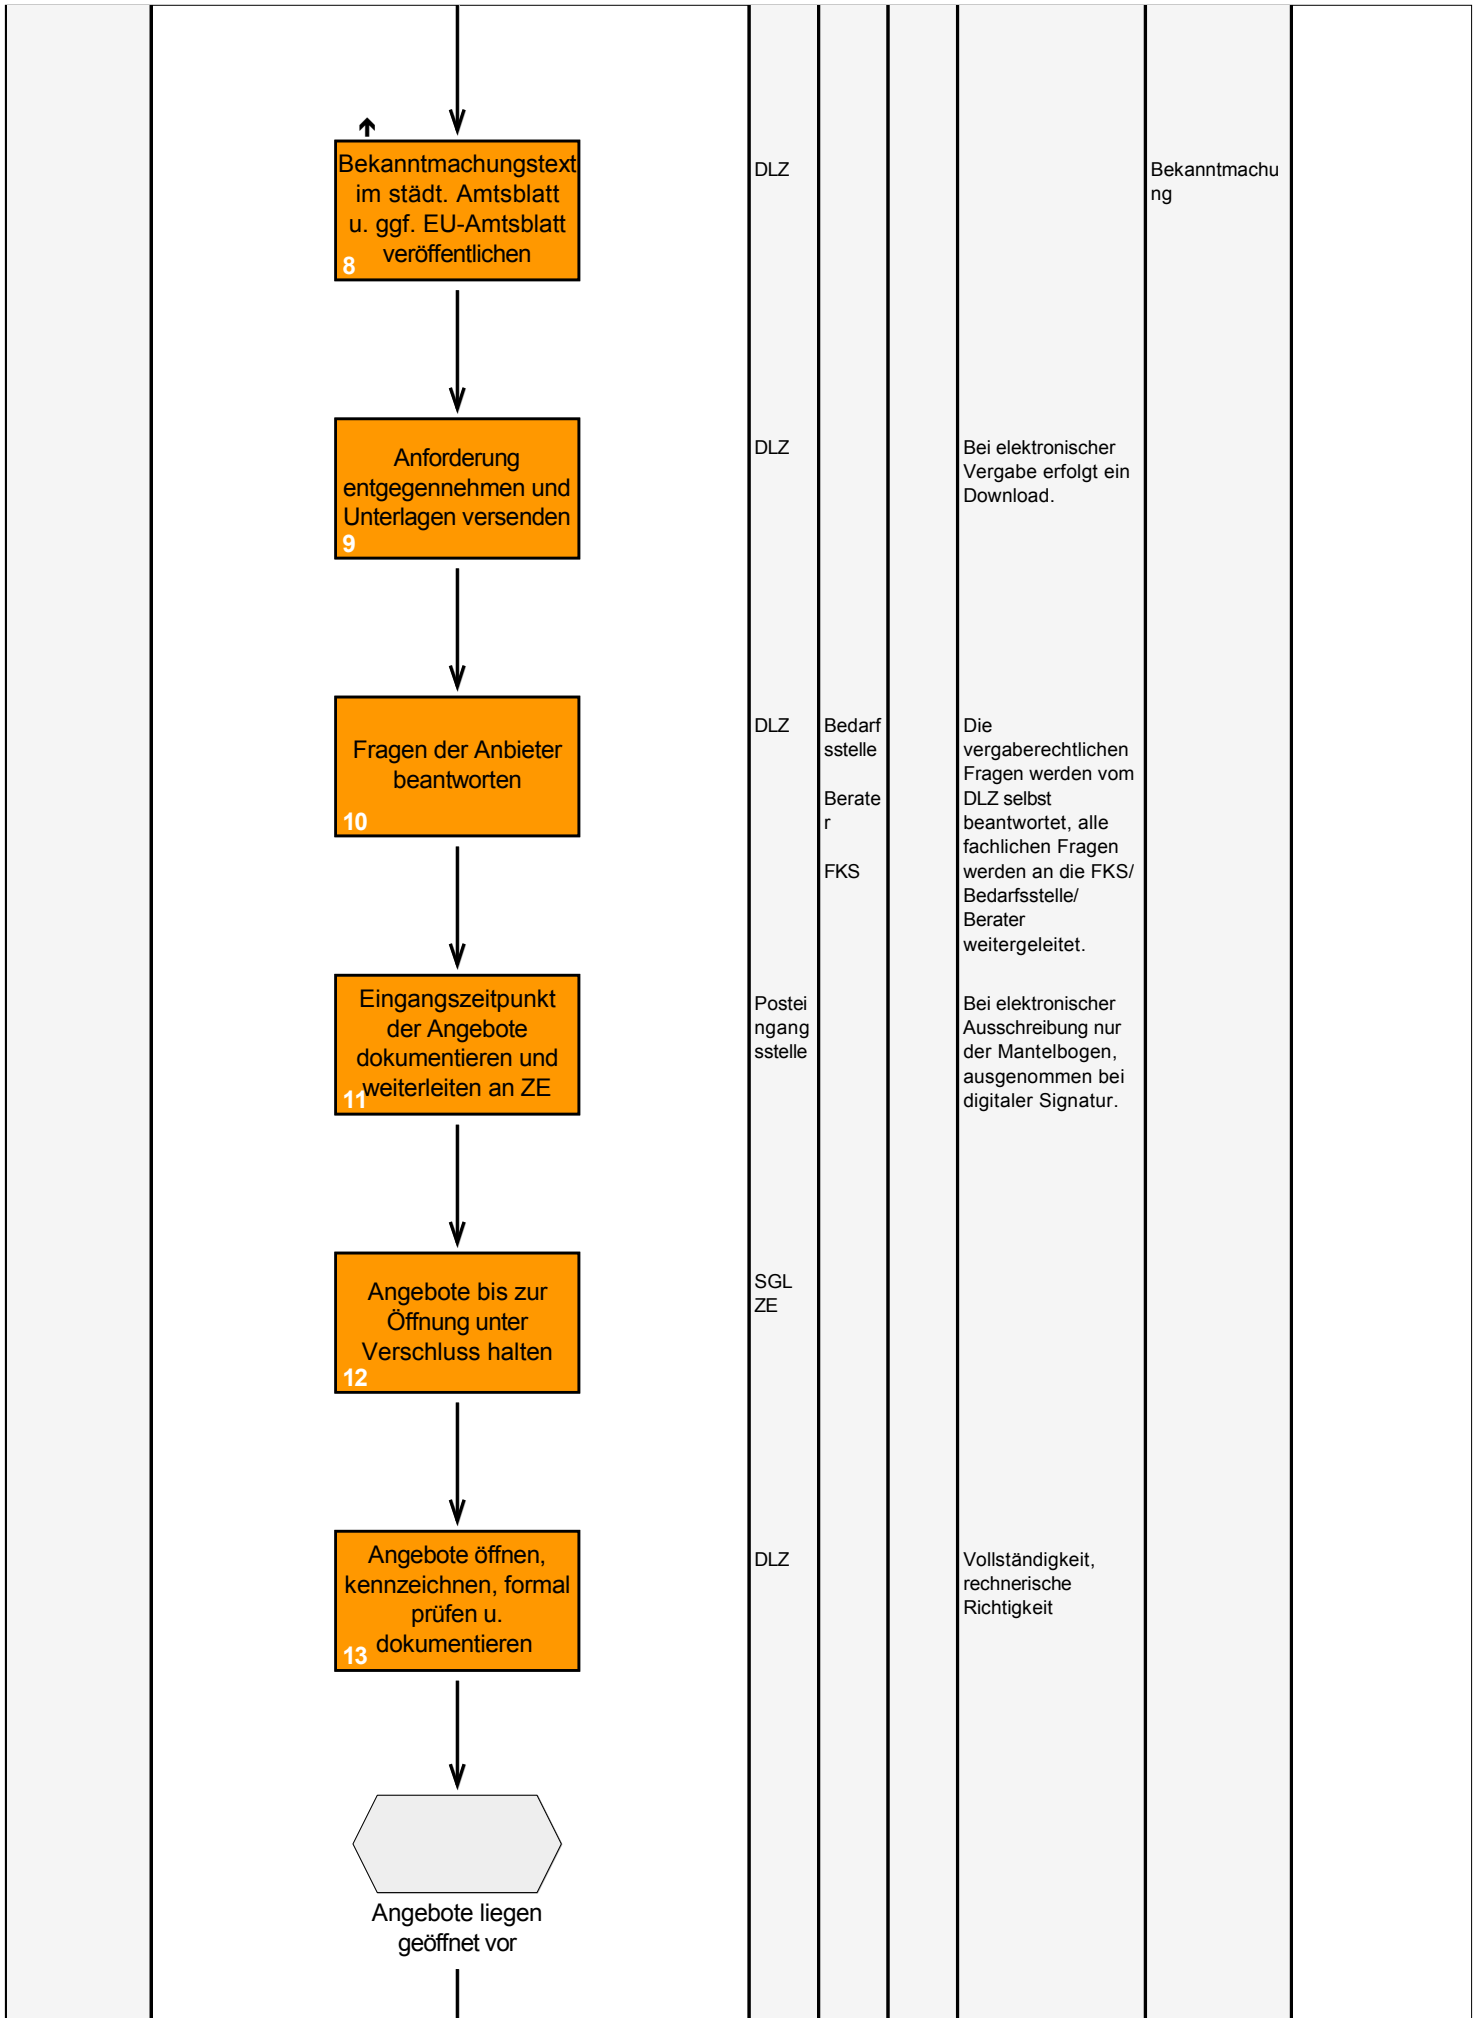 Bekanntmachungstext
im städt. Amtsblatt
u. ggf. EU-Amtsblatt
veröffentlichen
8
DLZ
Bekanntmachu
ng
Anforderung
entgegennehmen und
Unterlagen versenden
9
DLZ
Bei elektronischer
Vergabe erfolgt ein
Download.
Fragen der Anbieter
beantworten
10
DLZ
Bedarf
sstelle
Berate
r
FKS
Die
vergaberechtlichen
Fragen werden vom
DLZ selbst
beantwortet, alle
fachlichen Fragen
werden an die FKS/
Bedarfsstelle/
Berater
weitergeleitet.
Eingangszeitpunkt
der Angebote
dokumentieren und
weiterleiten an ZE
11
Postei
ngang
sstelle
Bei elektronischer
Ausschreibung nur
der Mantelbogen,
ausgenommen bei
digitaler Signatur.
Angebote bis zur
Öffnung unter
Verschluss halten
12
SGL
ZE
Angebote öffnen,
kennzeichnen, formal
prüfen u.
dokumentieren
13
DLZ
Vollständigkeit,
rechnerische
Richtigkeit
Angebote liegen
geöffnet vor